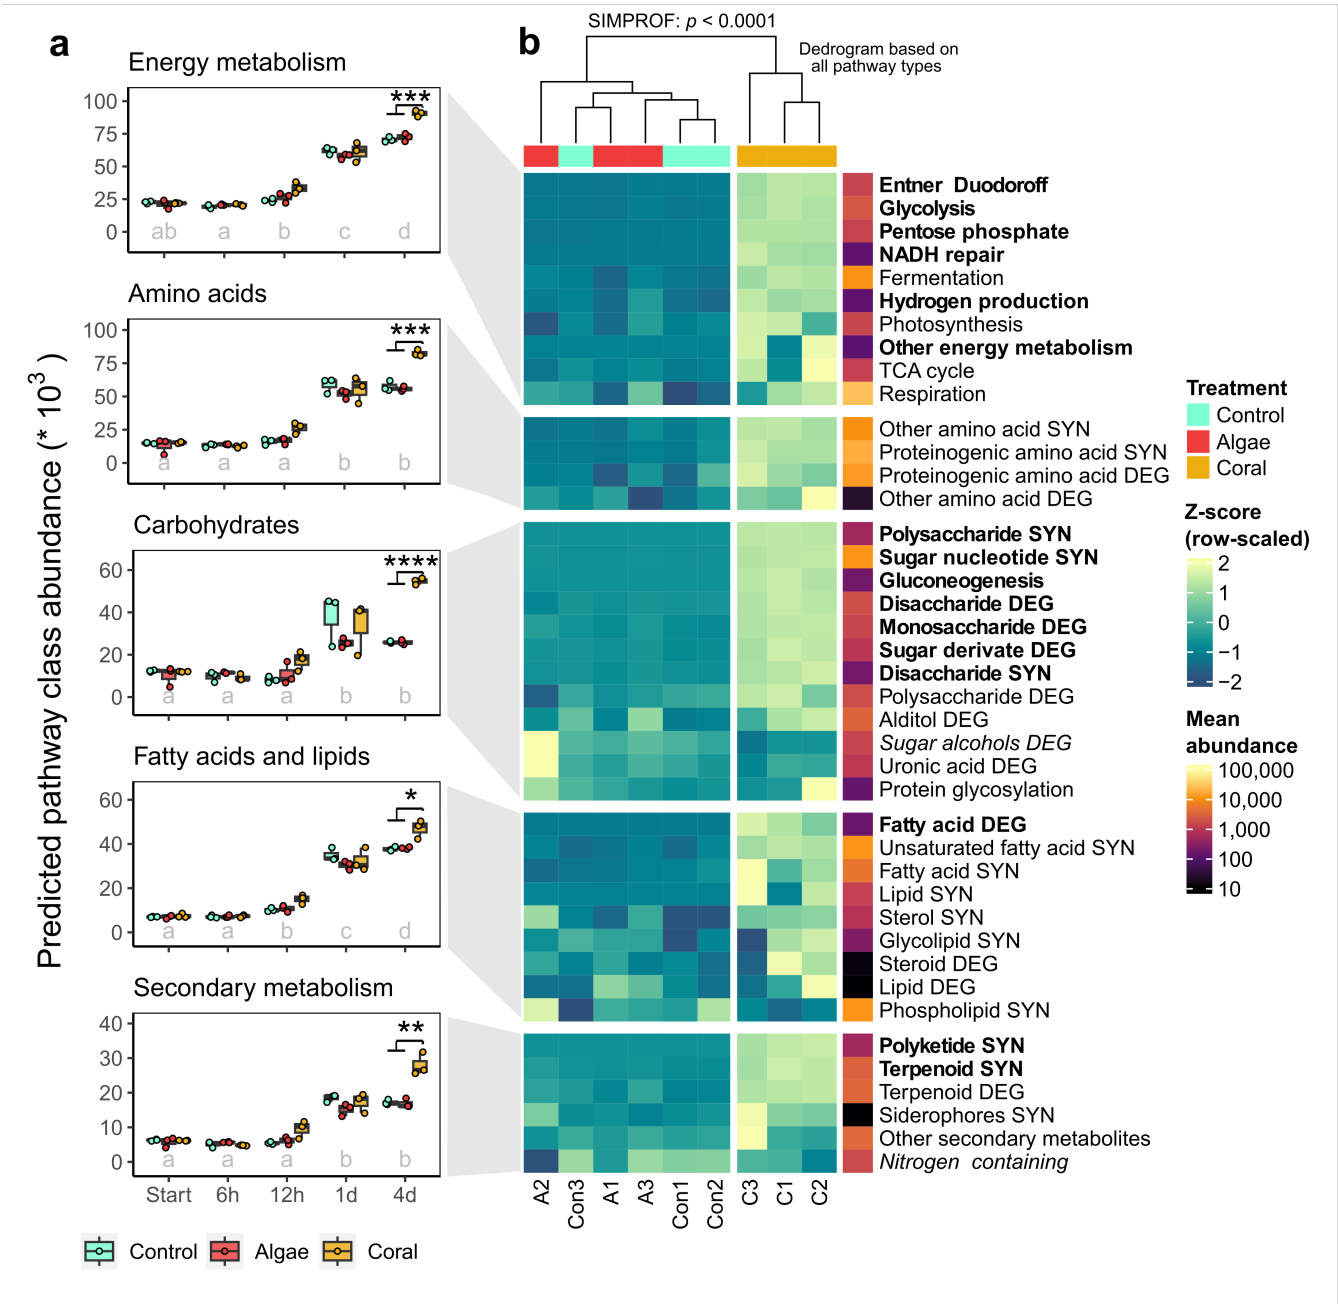 a
b
SIMPROF: p < 0.0001
Dedrogram based on
all pathway types
Predicted pathway class abundance (* 10³)
Energy metabolism
100
75
50
25
0
***
ab
a
b
c
d
Amino acids
100
75
50
25
0
***
a
a
a
b
b
Carbohydrates
60
40
20
0
****
a
a
a
b
b
Fatty acids and lipids
60
40
20
0
*
a
a
b
c
d
Secondary metabolism
40
30
20
10
0
**
a
a
a
b
b
Start
6h
12h
1d
4d
Control
Algae
Coral
Entner Duodoroff
Glycolysis
Pentose phosphate
NADH repair
Fermentation
Hydrogen production
Photosynthesis
Other energy metabolism
TCA cycle
Respiration
Other amino acid SYN
Proteinogenic amino acid SYN
Proteinogenic amino acid DEG
Other amino acid DEG
Polysaccharide SYN
Sugar nucleotide SYN
Gluconeogenesis
Disaccharide DEG
Monosaccharide DEG
Sugar derivate DEG
Disaccharide SYN
Polysaccharide DEG
Alditol DEG
Sugar alcohols DEG
Uronic acid DEG
Protein glycosylation
Fatty acid DEG
Unsaturated fatty acid SYN
Fatty acid SYN
Lipid SYN
Sterol SYN
Glycolipid SYN
Steroid DEG
Lipid DEG
Phospholipid SYN
Polyketide SYN
Terpenoid SYN
Terpenoid DEG
Siderophores SYN
Other secondary metabolites
Nitrogen containing
A2
Con3
A1
A3
Con1
Con2
C3
C1
C2
Treatment
Control
Algae
Coral
Z-score
(row-scaled)
2
1
0
−1
−2
Mean
abundance
100,000
10,000
1,000
100
10